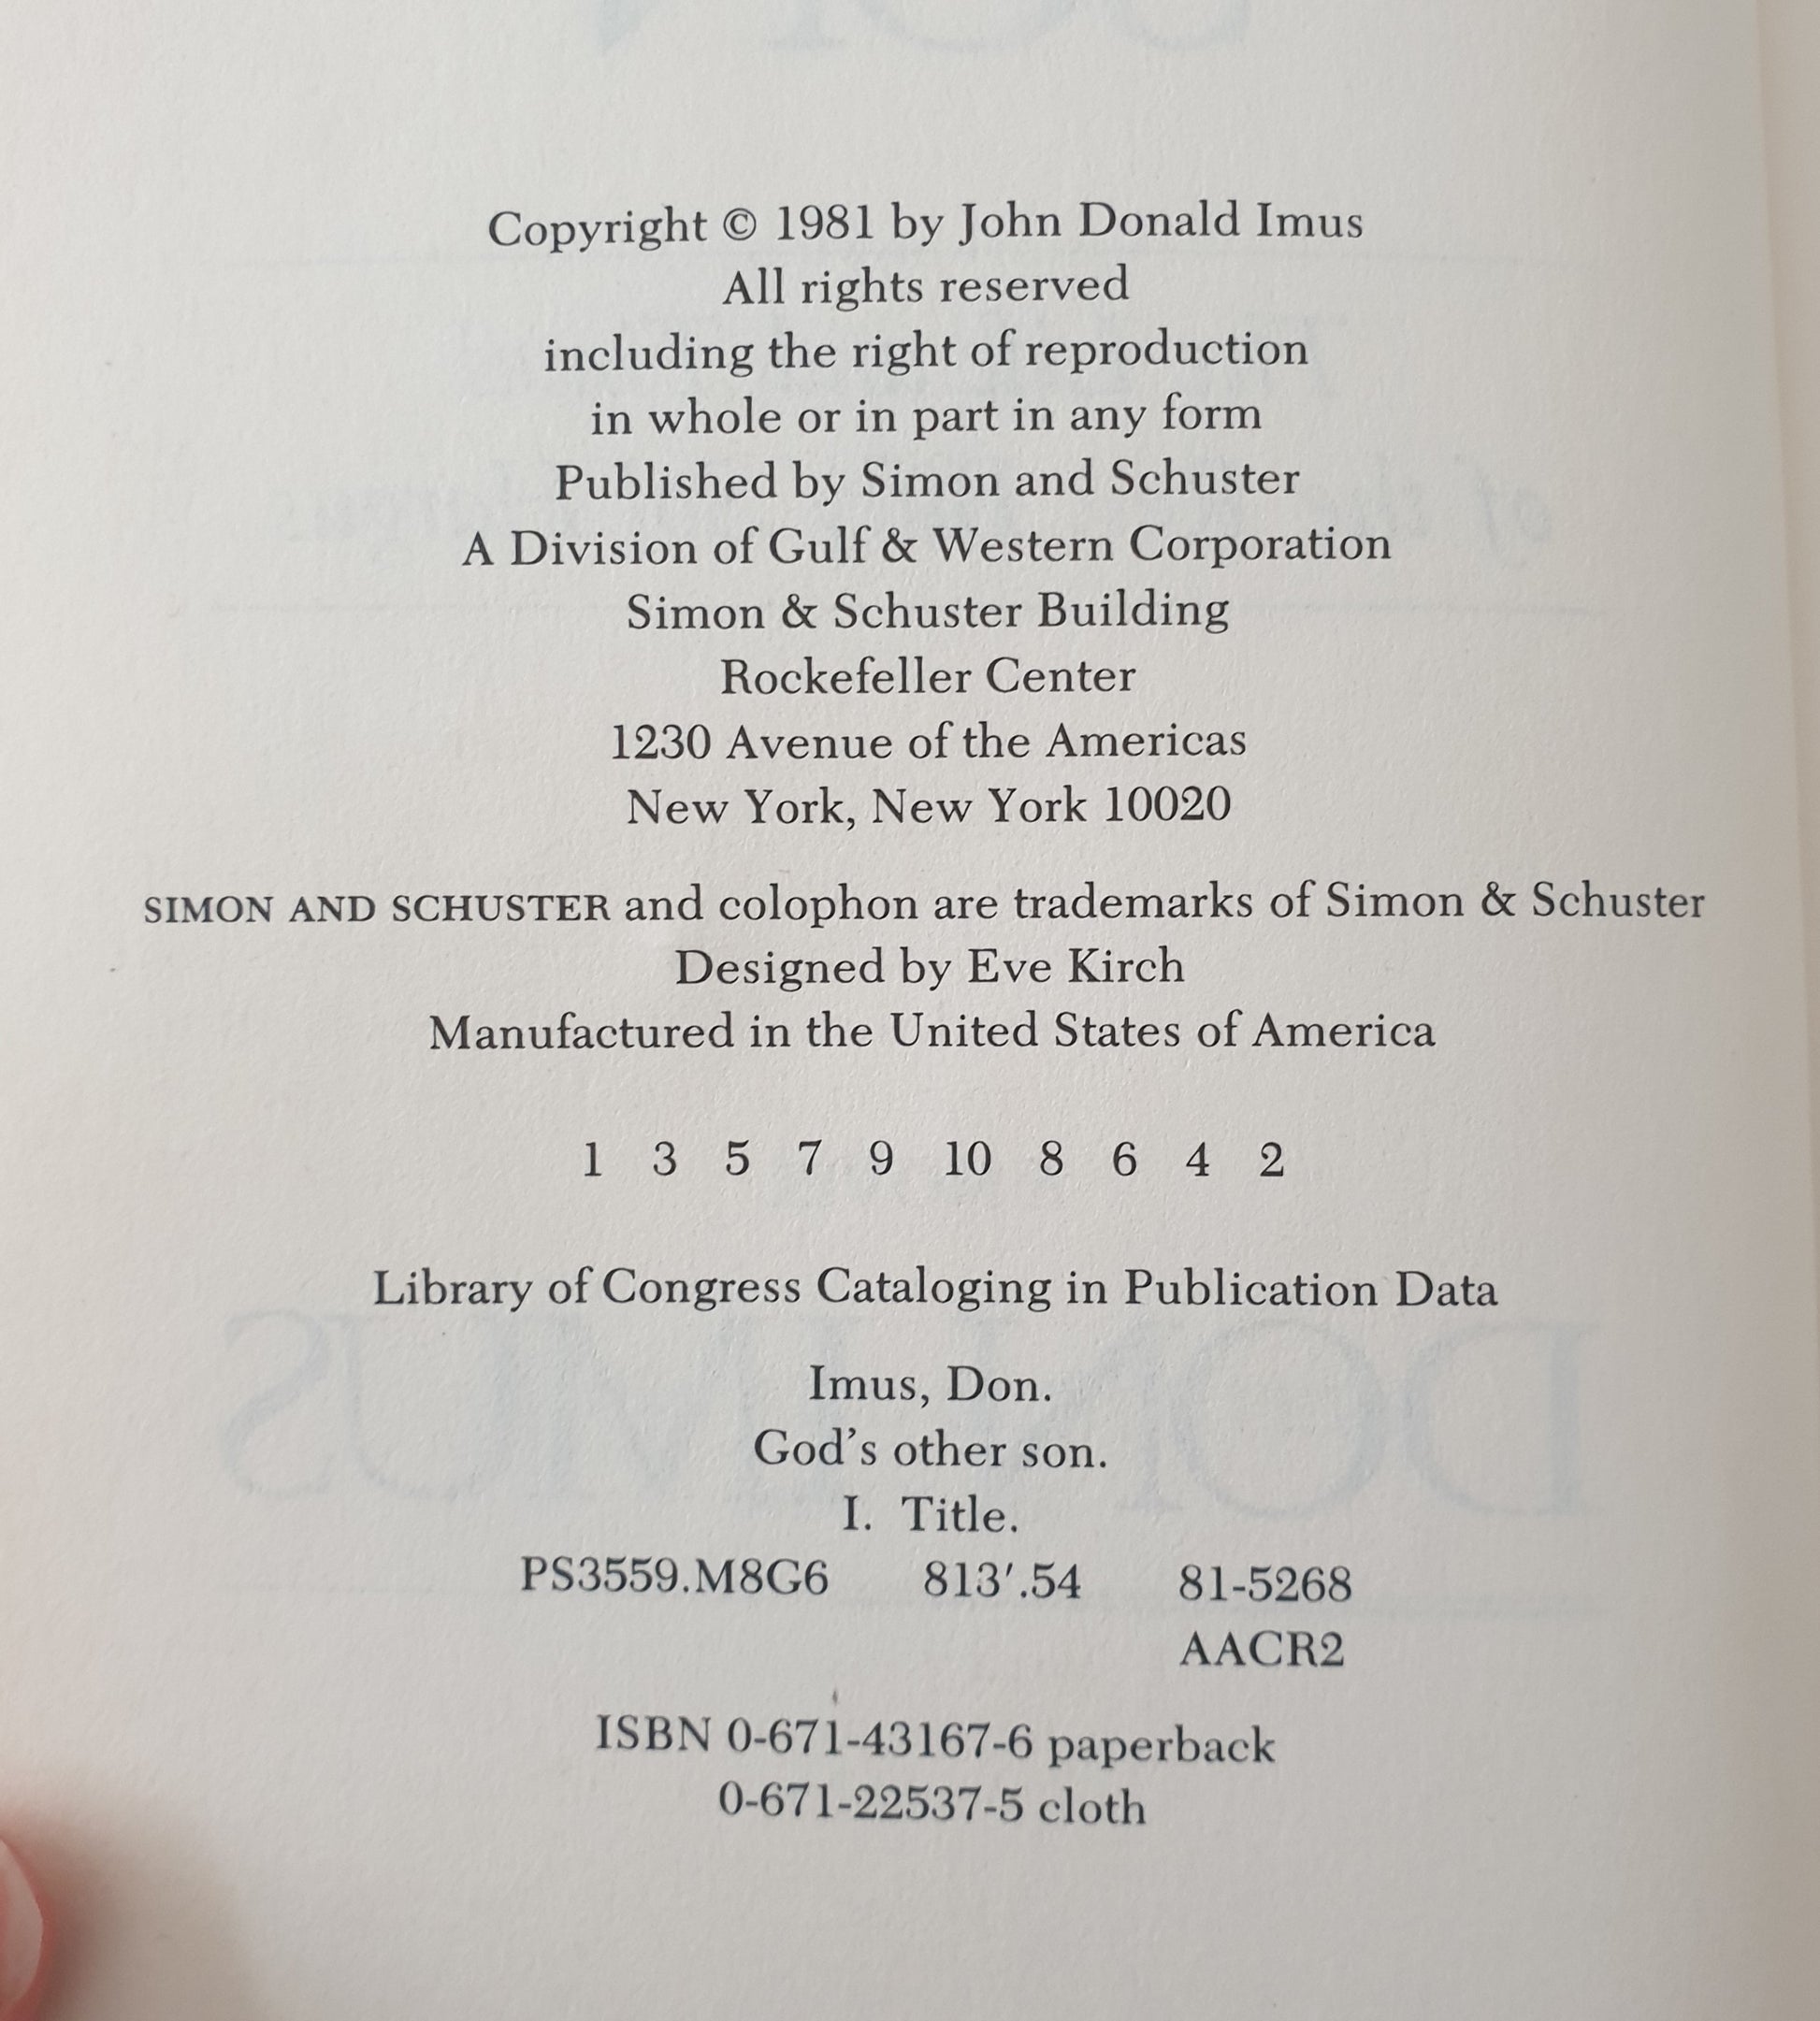 Copyright © 1981 by John Donald Imus
All rights reserved
including the right of reproduction
in whole or in part in any form
Published by Simon and Schuster
A Division of Gulf & Western Corporation
Simon & Schuster Building
Rockefeller Center
1230 Avenue of the Americas
New York, New York 10020
SIMON AND SCHUSTER and colophon are trademarks of Simon & Schuster
Designed by Eve Kirch
Manufactured in the United States of America
1 3 5 7 9 10 8 6 4 2
Library of Congress Cataloging in Publication Data
Imus, Don.
God's other son.
I. Title.
PS3559.M8G6 813′.54 81-5268
AACR2
ISBN 0-671-43167-6 paperback
0-671-22537-5 cloth